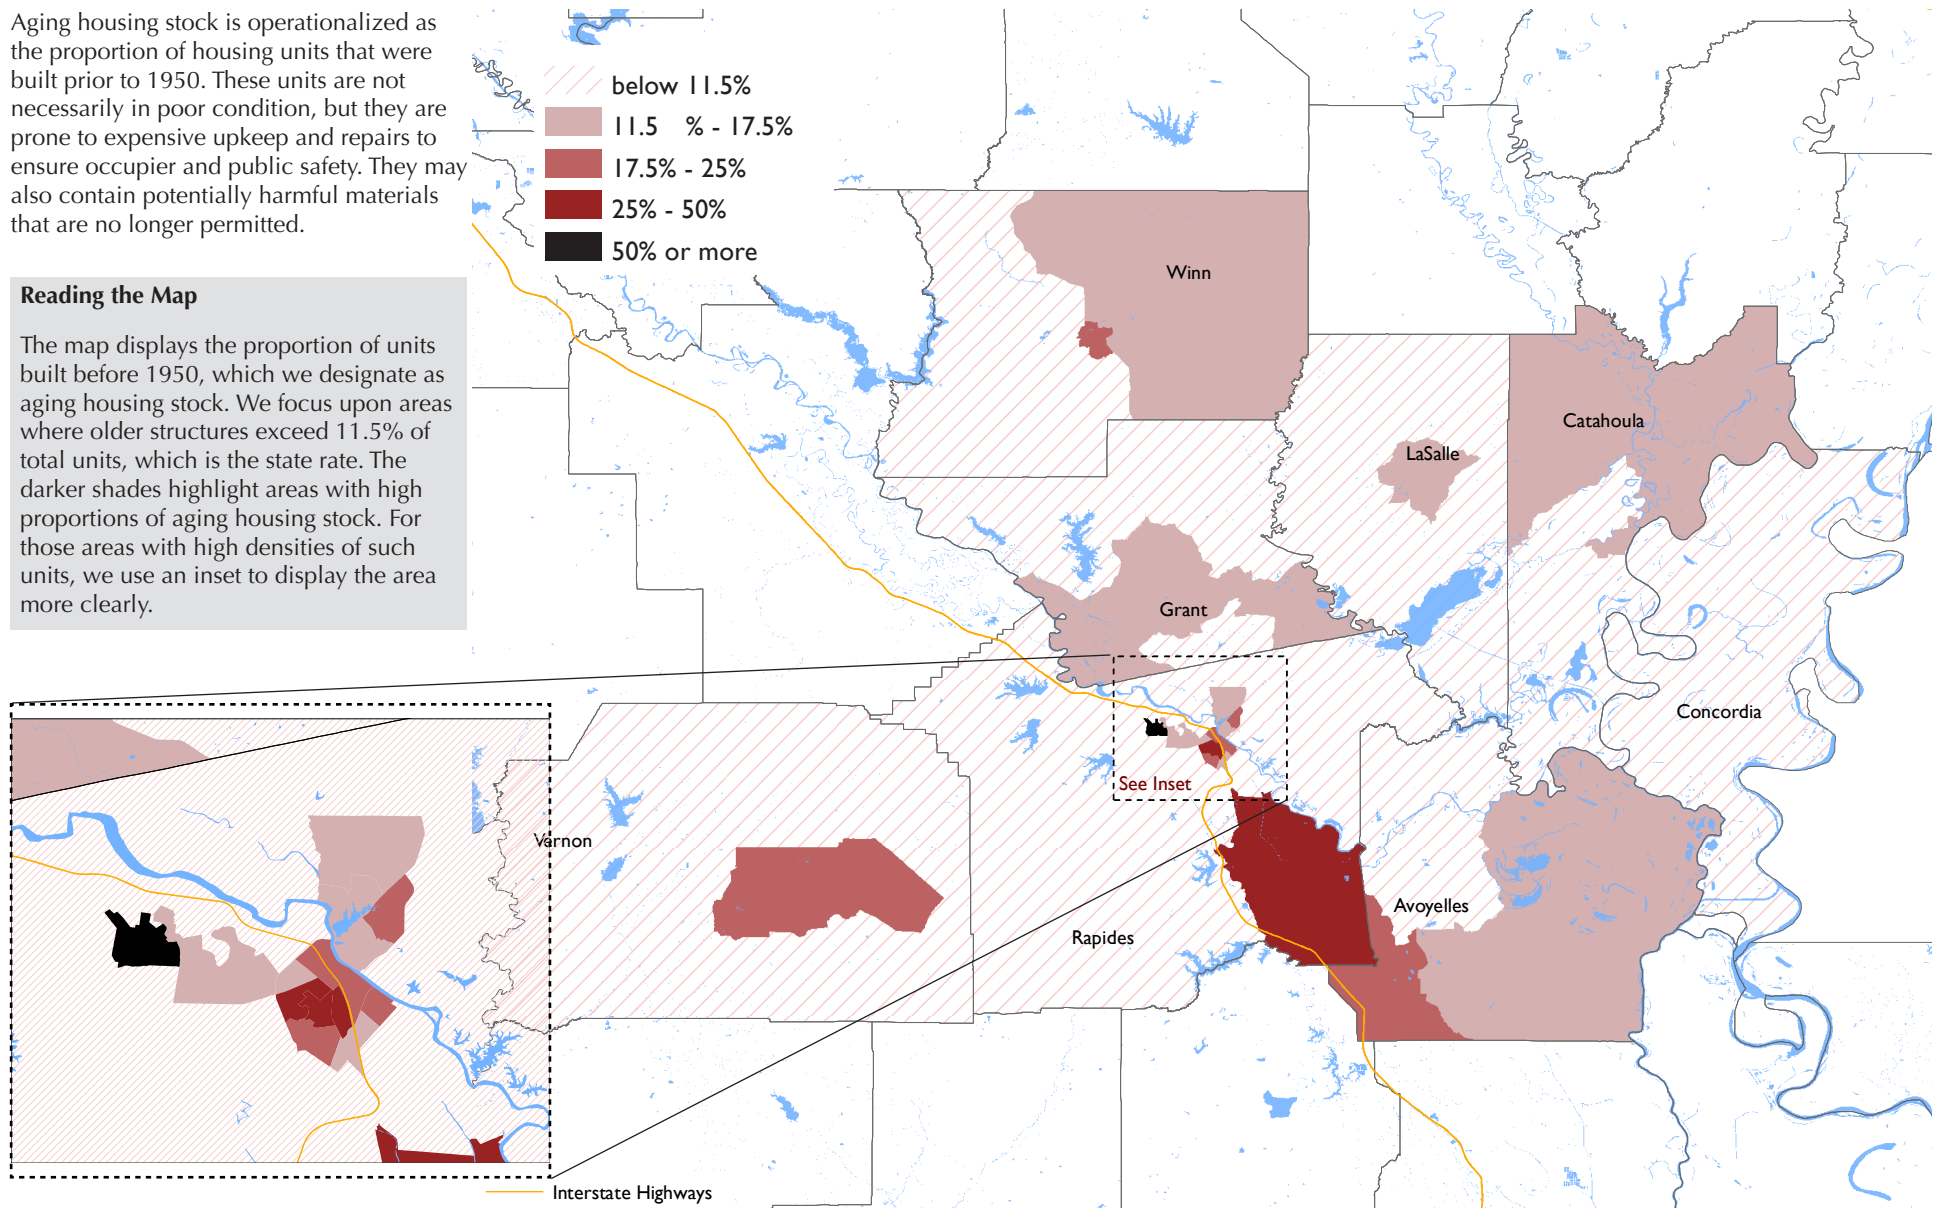 Aging housing stock is operationalized as
the proportion of housing units that were
built prior to 1950. These units are not
necessarily in poor condition, but they are
prone to expensive upkeep and repairs to
ensure occupier and public safety. They may
also contain potentially harmful materials
that are no longer permitted.
Reading the Map
The map displays the proportion of units
built before 1950, which we designate as
aging housing stock. We focus upon areas
where older structures exceed 11.5% of
total units, which is the state rate. The
darker shades highlight areas with high
proportions of aging housing stock. For
those areas with high densities of such
units, we use an inset to display the area
more clearly.
below 11.5%
11.5 % - 17.5%
17.5% - 25%
25% - 50%
50% or more
Winn
Catahoula
LaSalle
Grant
Concordia
See Inset
Vernon
Avoyelles
Rapides
Interstate Highways